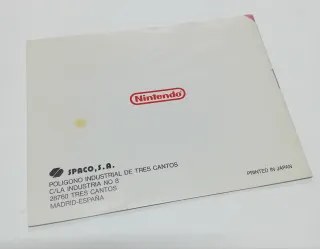 Nintendo
SPACO, S.A.
POLIGONO INDUSTRIAL DE TRES CANTOS
C/LA INDUSTRIA NO 8
28760 TRES CANTOS
MADRID-ESPAÑA
PRINTED IN JAPAN